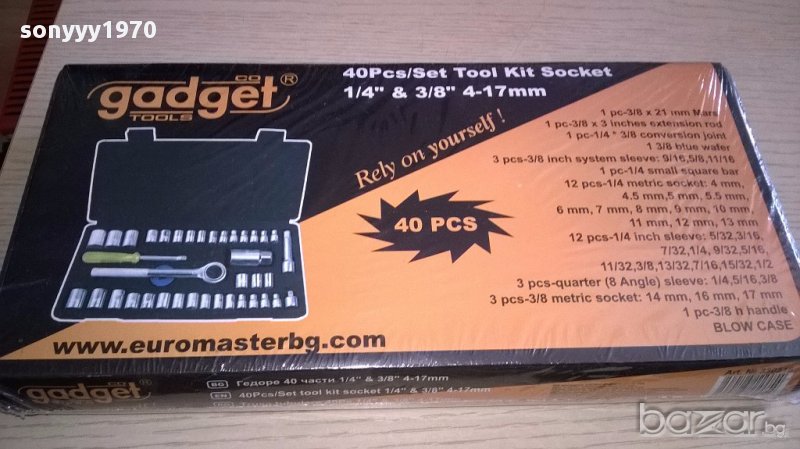 sonyyy1970
gadget
CO
®
TOOLS
40Pcs/Set Tool Kit Socket
1/4" & 3/8" 4-17mm
Rely on yourself !
40 PCS
1 pc-3/8 x 21 mm Mars
1 pc-3/8 x 3 inches extension rod
1 pc-1/4 * 3/8 conversion joint
1 3/8 blue wafer
3 pcs-3/8 inch system sleeve: 9/16,5/8,11/16
1 pc-1/4 small square bar
12 pcs-1/4 metric socket: 4 mm,
4.5 mm,5 mm, 5.5 mm,
6 mm, 7 mm, 8 mm, 9 mm, 10 mm,
11 mm, 12 mm, 13 mm
12 pcs-1/4 inch sleeve: 5/32,3/16,
7/32,1/4, 9/32,5/16,
11/32,3/8,13/32,7/16,15/32,1/2
3 pcs-quarter (8 Angle) sleeve: 1/4,5/16,3/8
3 pcs-3/8 metric socket: 14 mm, 16 mm, 17 mm
1 pc-3/8 h handle
BLOW CASE
www.euromasterbg.com
gadget
CO
BG Гедоре 40 части 1/4" & 3/8" 4-17mm
EN 40Pcs/Set tool kit socket 1/4" & 3/8" 4-17mm
Art. №
bazar.bg